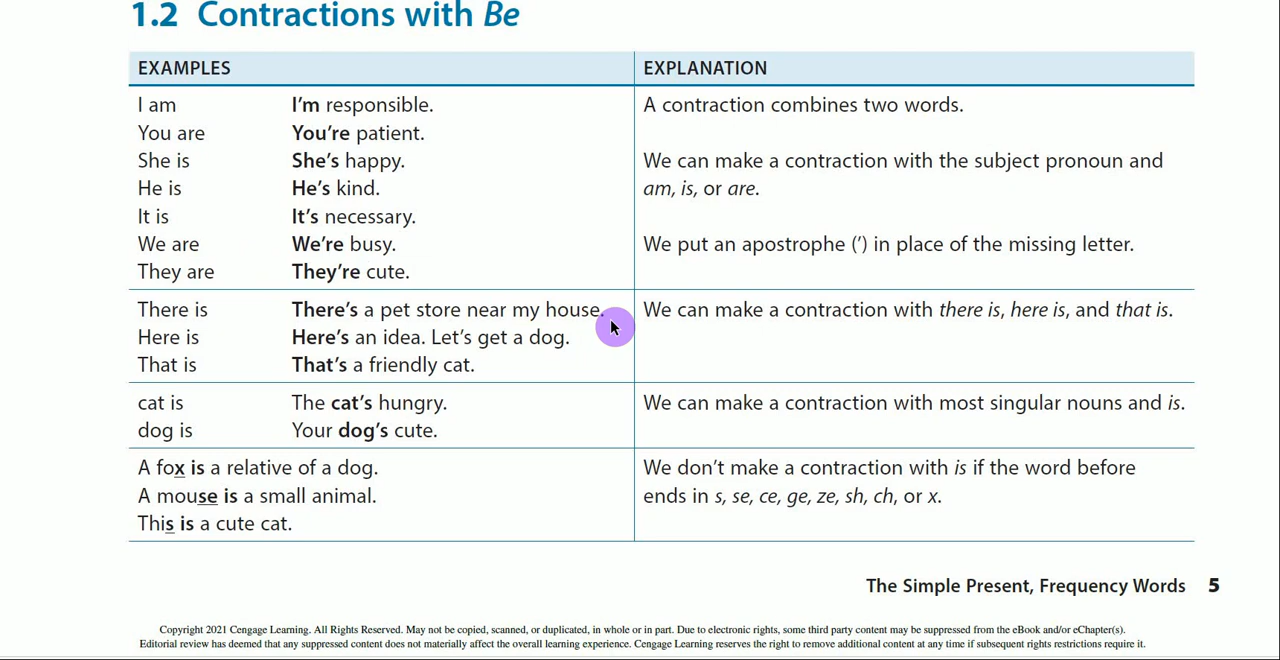 1.2 Contractions with Be
EXAMPLES EXPLANATION
I am I’m responsible. A contraction combines two words.
You are You’re patient.
She is She’s happy. We can make a contraction with the subject pronoun and
He is He’s kind. am, is, or are.
It is It’s necessary.
We are We’re busy. We put an apostrophe (’) in place of the missing letter.
They are They’re cute.
There is There’s a pet store near my house. We can make a contraction with there is, here is, and that is.
Here is Here’s an idea. Let’s get a dog.
That is That’s a friendly cat.
cat is The cat’s hungry. We can make a contraction with most singular nouns and is.
dog is Your dog’s cute.
A fox is a relative of a dog. We don’t make a contraction with is if the word before
A mouse is a small animal. ends in s, se, ce, ge, ze, sh, ch, or x.
This is a cute cat.
The Simple Present, Frequency Words 5
Copyright 2021 Cengage Learning. All Rights Reserved. May not be copied, scanned, or duplicated, in whole or in part. Due to electronic rights, some third party content may be suppressed from the eBook and/or eChapter(s).
Editorial review has deemed that any suppressed content does not materially affect the overall learning experience. Cengage Learning reserves the right to remove additional content at any time if subsequent rights restrictions require it.